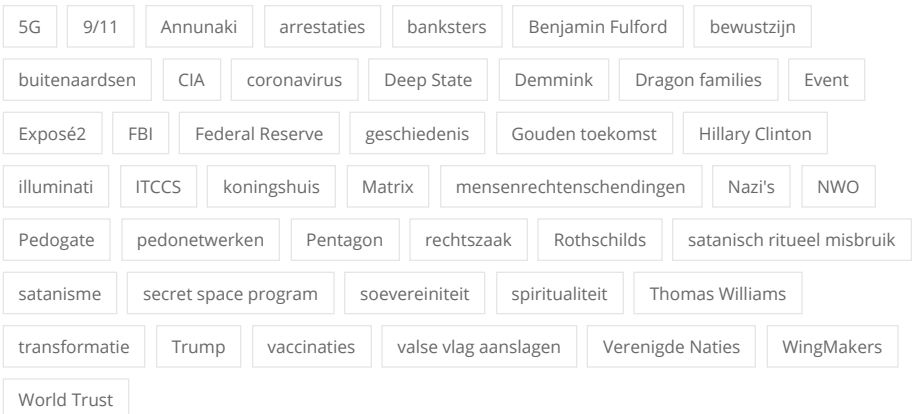 5G 9/11 Annunaki arrestaties banksters Benjamin Fulford bewustzijn
buitenaardsen CIA coronavirus Deep State Demmink Dragon families Event
Exposé2 FBI Federal Reserve geschiedenis Gouden toekomst Hillary Clinton
illuminati ITCCS koningshuis Matrix mensenrechtenschendingen Nazi's NWO
Pedogate pedonetwerken Pentagon rechtszaak Rothschilds satanisch ritueel misbruik
satanisme secret space program soevereiniteit spiritualiteit Thomas Williams
transformatie Trump vaccinaties valse vlag aanslagen Verenigde Naties WingMakers
World Trust